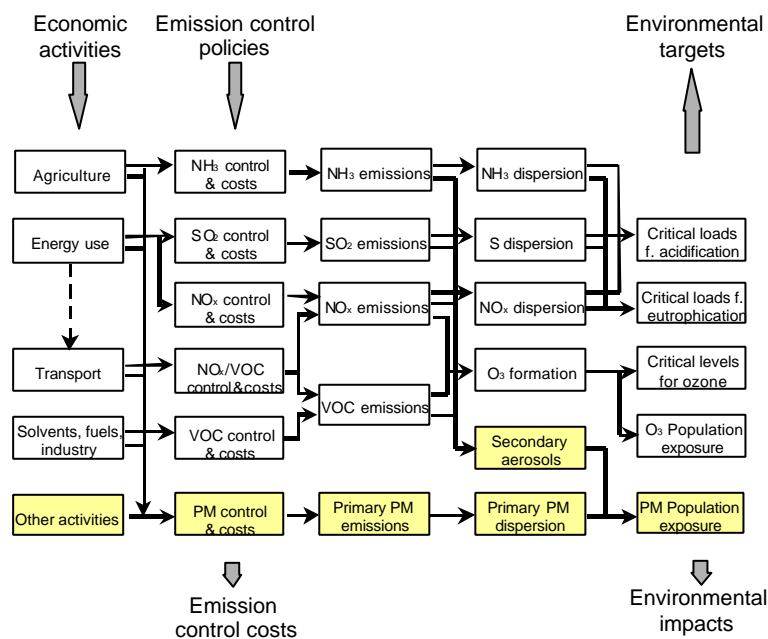 Economic
activities
Emission control
policies
Environmental
targets
Agriculture
NH₃ control
& costs
NH₃ emissions
NH₃ dispersion
Energy use
SO₂ control
& costs
SO₂ emissions
S dispersion
Critical loads
f. acidification
NOₓ control
& costs
NOₓ emissions
NOₓ dispersion
Critical loads f.
eutrophication
Transport
NOₓ/VOC
control&costs
VOC emissions
O₃ formation
Critical levels
for ozone
Solvents, fuels,
industry
VOC control
& costs
Secondary
aerosols
O₃ Population
exposure
Other activities
PM control
& costs
Primary PM
emissions
Primary PM
dispersion
PM Population
exposure
Emission
control costs
Environmental
impacts